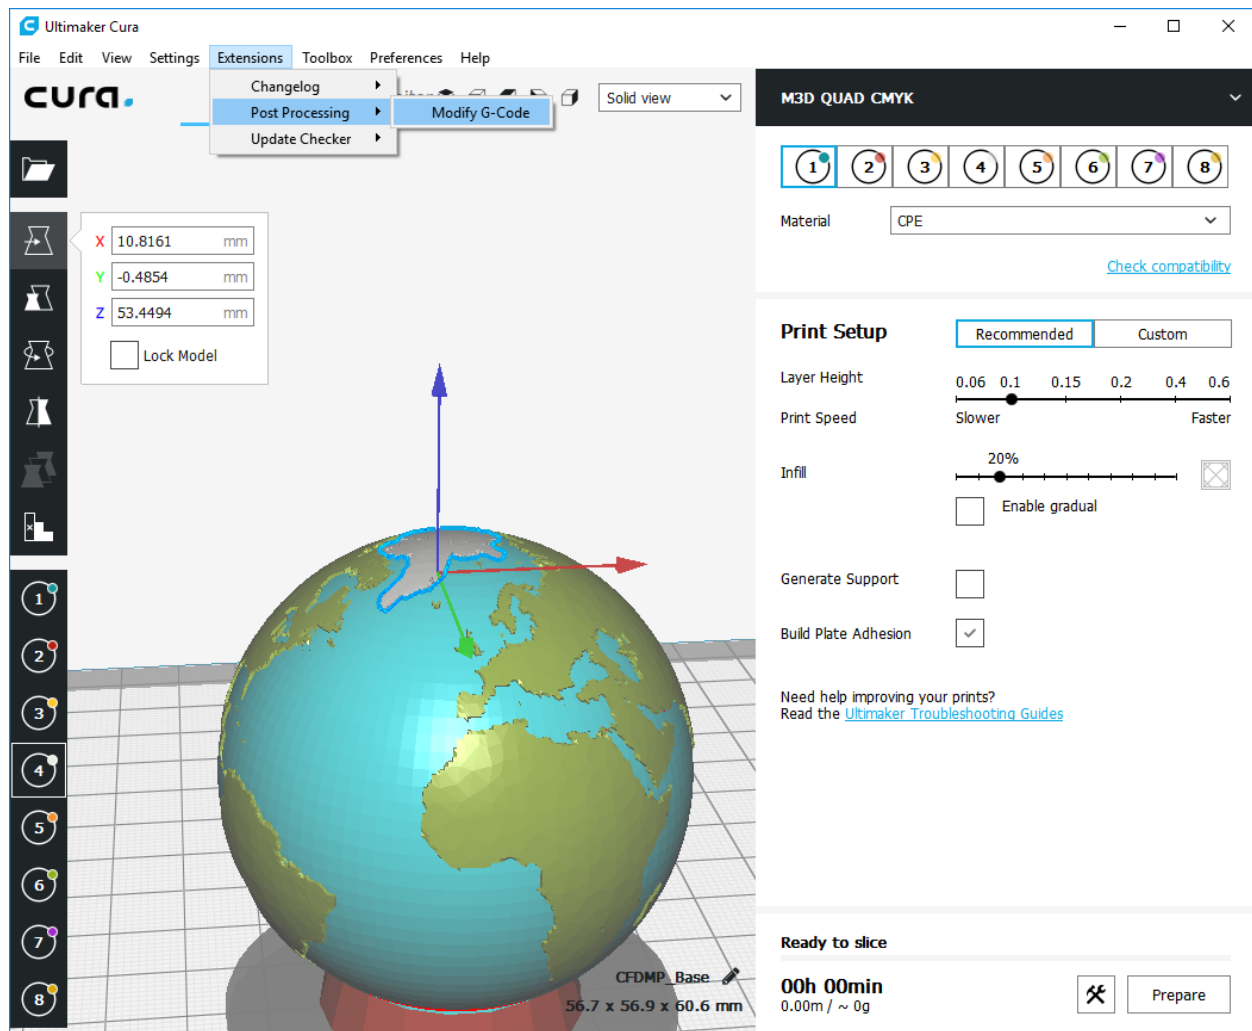 Ultimaker Cura
File Edit View Settings Extensions Toolbox Preferences Help
cura.
Changelog
Post Processing
Modify G-Code
Update Checker
Solid view
X 10.8161 mm
Y -0.4854 mm
Z 53.4494 mm
Lock Model
1
2
3
4
5
6
7
8
CFDMP_Base
56.7 x 56.9 x 60.6 mm
M3D QUAD CMYK
1 2 3 4 5 6 7 8
Material CPE
Check compatibility
Print Setup Recommended Custom
Layer Height 0.06 0.1 0.15 0.2 0.4 0.6
Print Speed Slower Faster
20%
Infill
Enable gradual
Generate Support
Build Plate Adhesion
Need help improving your prints?
Read the Ultimaker Troubleshooting Guides
Ready to slice
00h 00min
0.00m / ~ 0g
Prepare